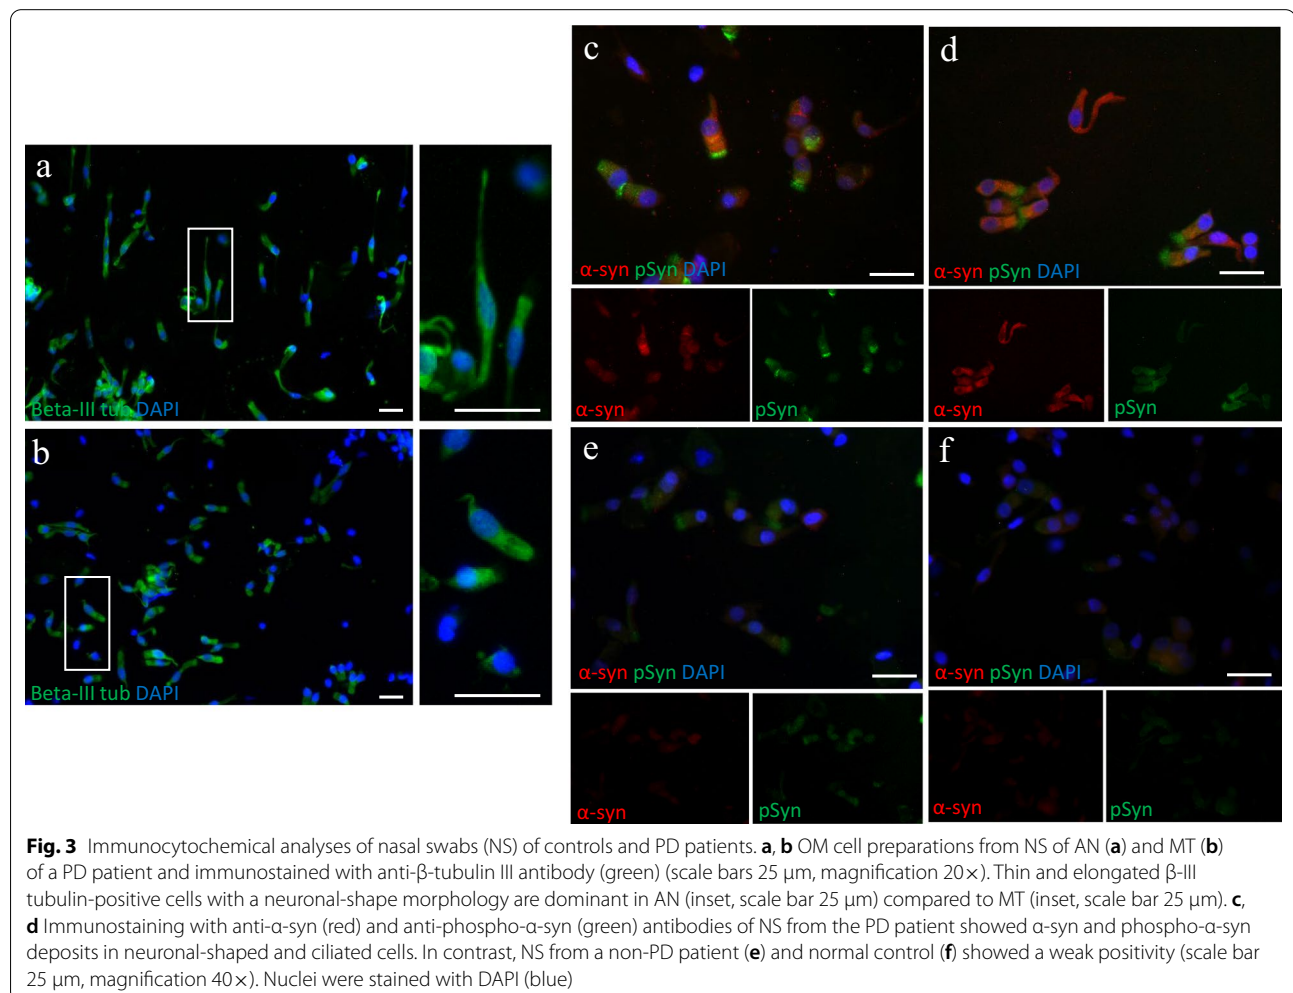 a
Beta-III tub DAPI
b
Beta-III tub DAPI
c
α-syn pSyn DAPI
α-syn
pSyn
d
α-syn pSyn DAPI
α-syn
pSyn
e
α-syn pSyn DAPI
α-syn
pSyn
f
α-syn pSyn DAPI
α-syn
pSyn
Fig. 3 Immunocytochemical analyses of nasal swabs (NS) of controls and PD patients. a, b OM cell preparations from NS of AN (a) and MT (b)
of a PD patient and immunostained with anti-β-tubulin III antibody (green) (scale bars 25 μm, magnification 20×). Thin and elongated β-III
tubulin-positive cells with a neuronal-shape morphology are dominant in AN (inset, scale bar 25 μm) compared to MT (inset, scale bar 25 μm). c,
d Immunostaining with anti-α-syn (red) and anti-phospho-α-syn (green) antibodies of NS from the PD patient showed α-syn and phospho-α-syn
deposits in neuronal-shaped and ciliated cells. In contrast, NS from a non-PD patient (e) and normal control (f) showed a weak positivity (scale bar
25 μm, magnification 40×). Nuclei were stained with DAPI (blue)